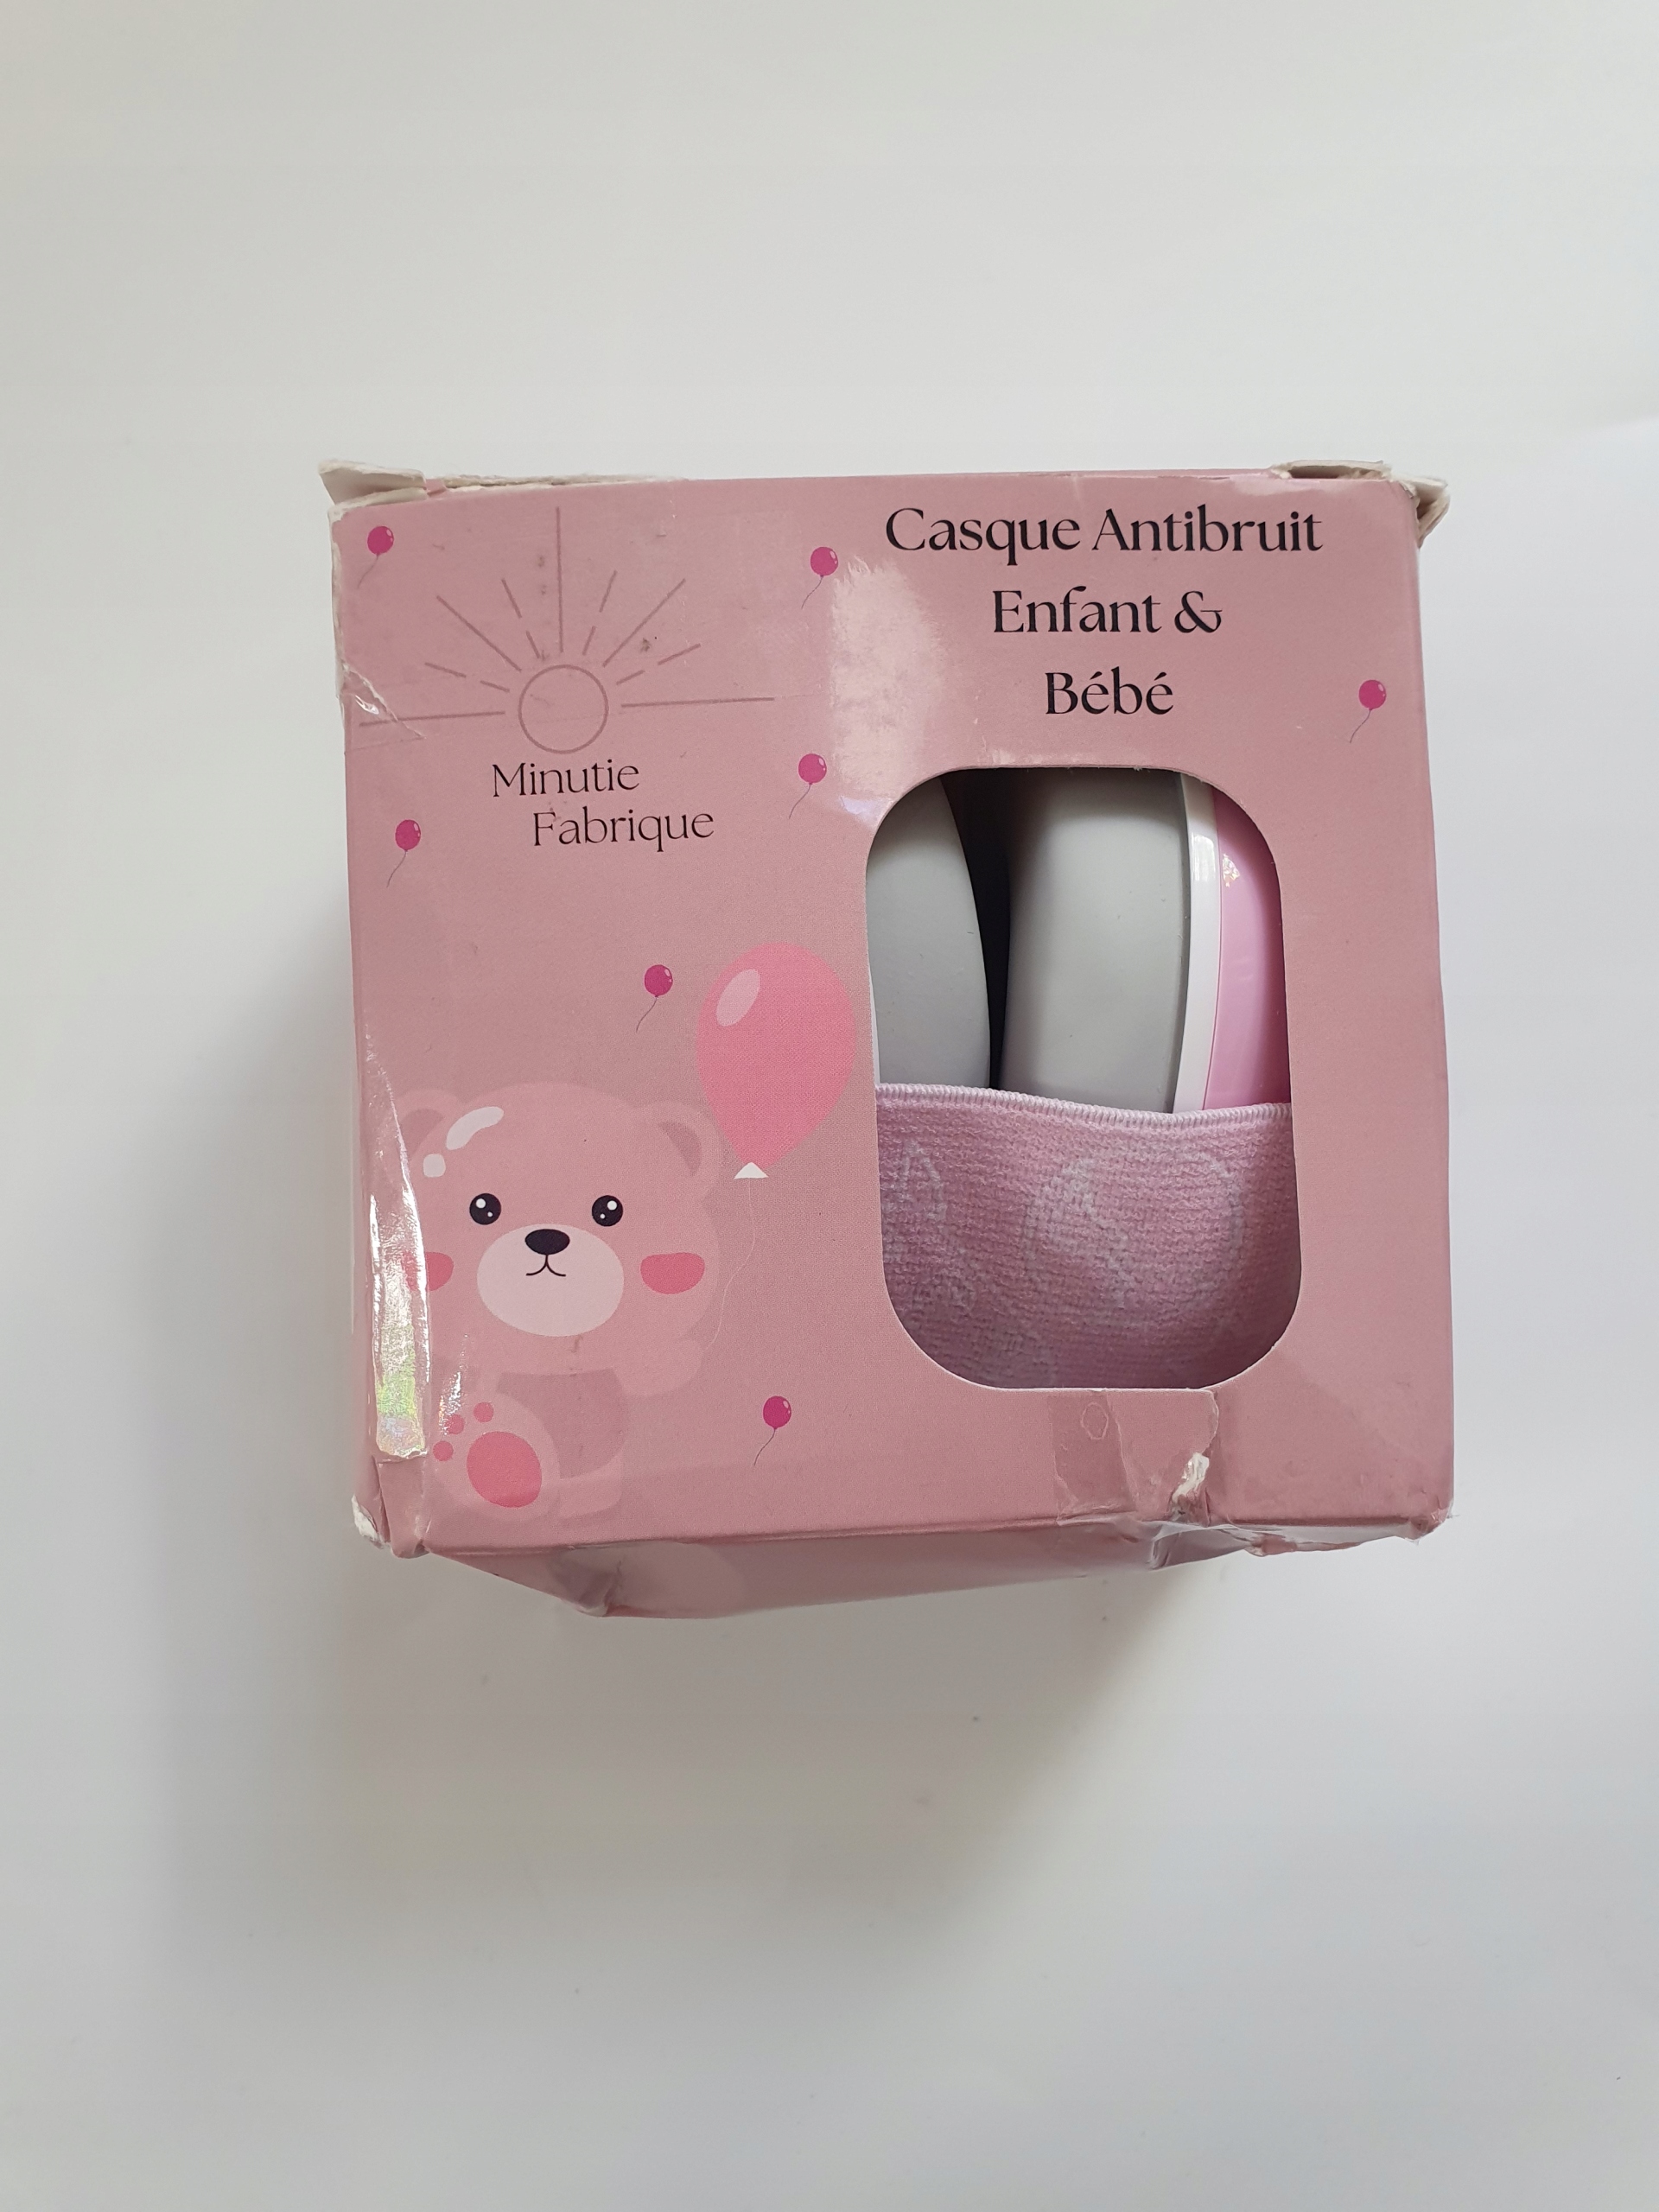 Casque Antibruit
Enfant &
Bébé
Minutie
Fabrique